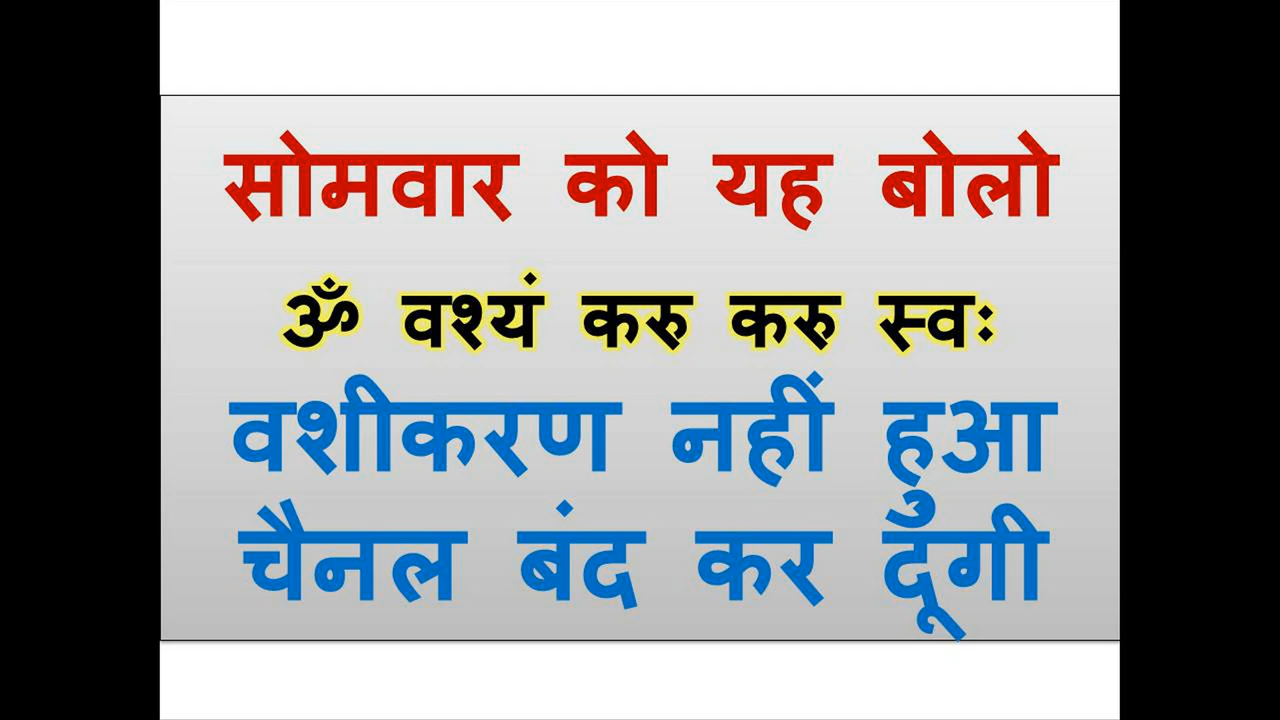 सोमवार को यह बोलो
ॐ वश्यं करु करु स्वः
वशीकरण नहीं हुआ
चैनल बंद कर दूगी